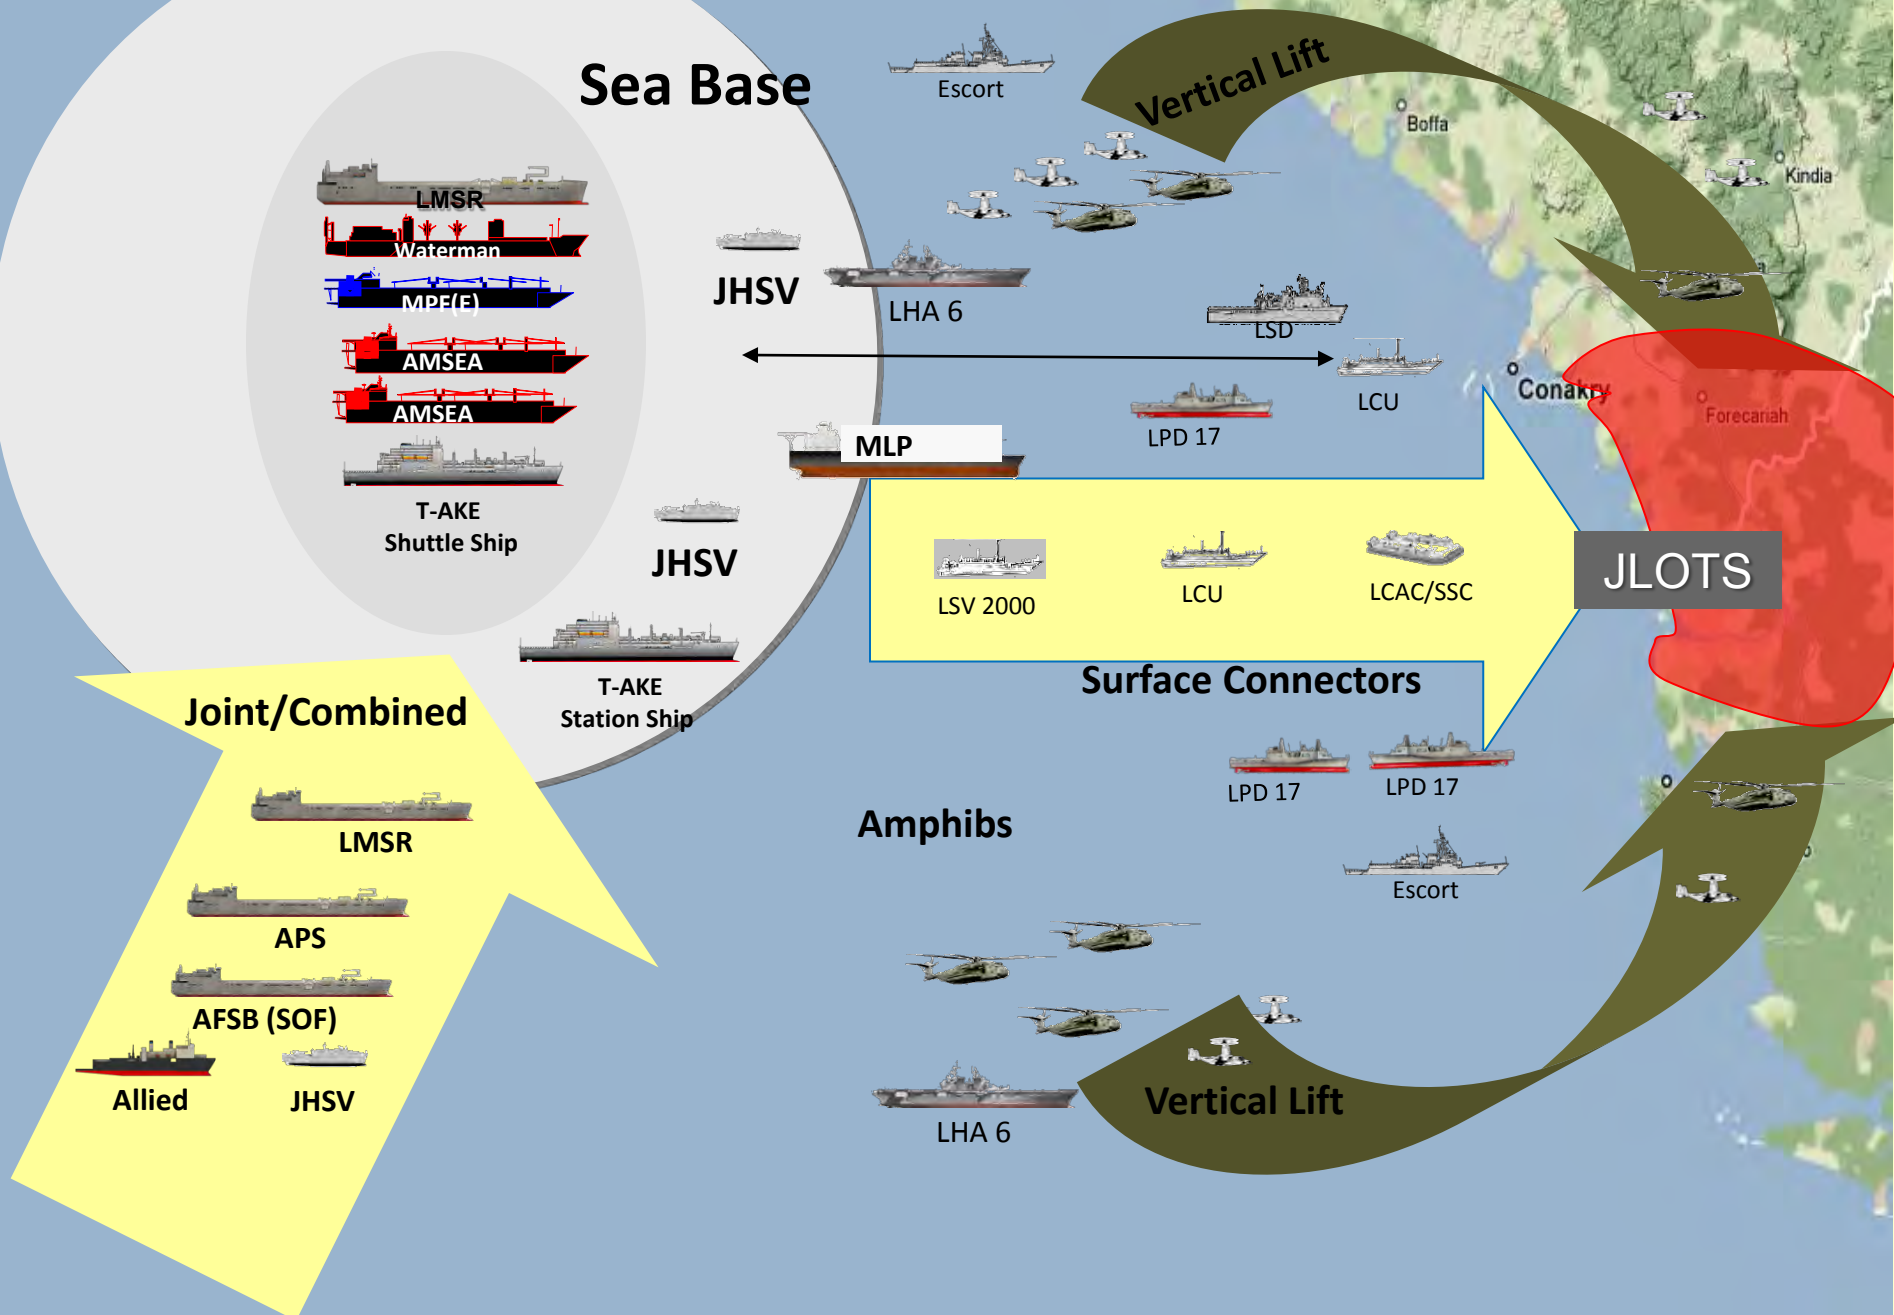 Sea Base
Escort
Vertical Lift
Boffa
Kindia
LMSR
Waterman
MPF(E)
AMSEA
AMSEA
T-AKE
Shuttle Ship
JHSV
LHA 6
LSD
LCU
LPD 17
Conakry
Forecariah
MLP
JHSV
LSV 2000
LCU
LCAC/SSC
JLOTS
T-AKE
Station Ship
Surface Connectors
Joint/Combined
LMSR
APS
AFSB (SOF)
Allied
JHSV
LPD 17
LPD 17
Amphibs
Escort
Vertical Lift
LHA 6